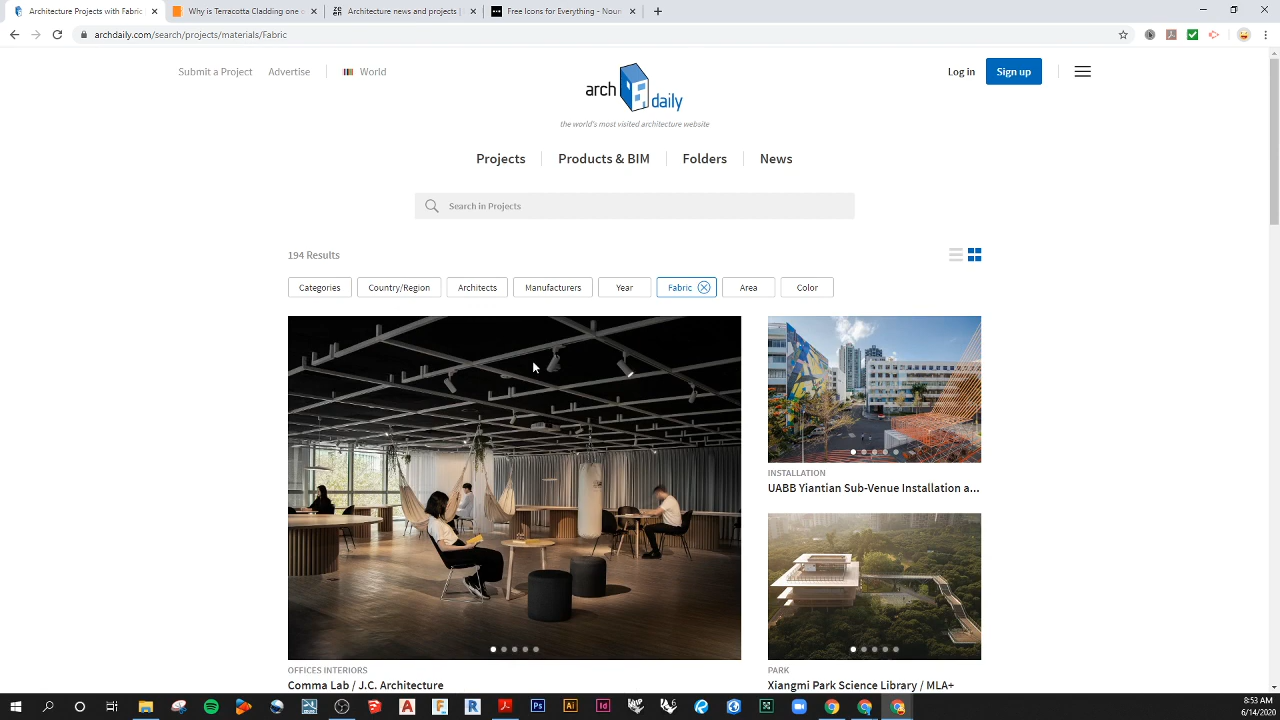 Architecture Projects with Fabric
Why is Terracotta Cladding one o
Architecture news and projects
Free Icons for Everything - Noun
archdaily.com/search/projects/materials/Fabric
Submit a Project
Advertise
World
arch daily
the world's most visited architecture website
Log in
Sign up
Projects
Products & BIM
Folders
News
Search in Projects
194 Results
Categories
Country/Region
Architects
Manufacturers
Year
Fabric
Area
Color
INSTALLATION
UABB Yiantian Sub-Venue Installation a...
OFFICES INTERIORS
Comma Lab / J.C. Architecture
PARK
Xiangmi Park Science Library / MLA+
8:53 AM
6/14/2020